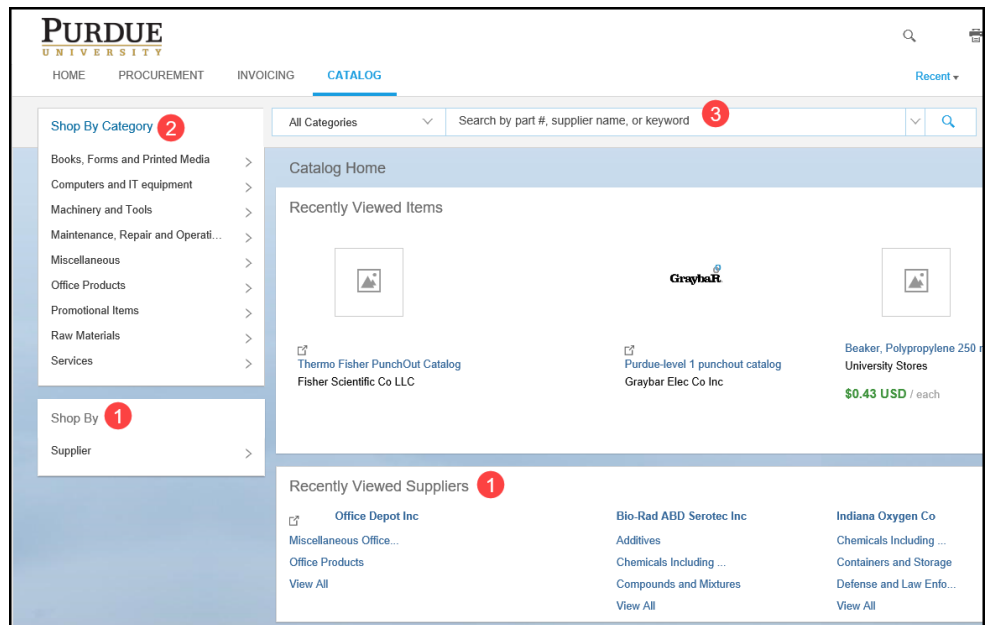 PURDUE
UNIVERSITY
HOME PROCUREMENT INVOICING CATALOG Recent
Shop By Category 2
Books, Forms and Printed Media
Computers and IT equipment
Machinery and Tools
Maintenance, Repair and Operati...
Miscellaneous
Office Products
Promotional Items
Raw Materials
Services
Shop By 1
Supplier
All Categories Search by part #, supplier name, or keyword 3
Catalog Home
Recently Viewed Items
GraybaR
Thermo Fisher PunchOut Catalog
Fisher Scientific Co LLC
Purdue-level 1 punchout catalog
Graybar Elec Co Inc
Beaker, Polypropylene 250
University Stores
$0.43 USD / each
Recently Viewed Suppliers 1
Office Depot Inc
Miscellaneous Office...
Office Products
View All
Bio-Rad ABD Serotec Inc
Additives
Chemicals Including ...
Compounds and Mixtures
View All
Indiana Oxygen Co
Chemicals Including ...
Containers and Storage
Defense and Law Enfo...
View All